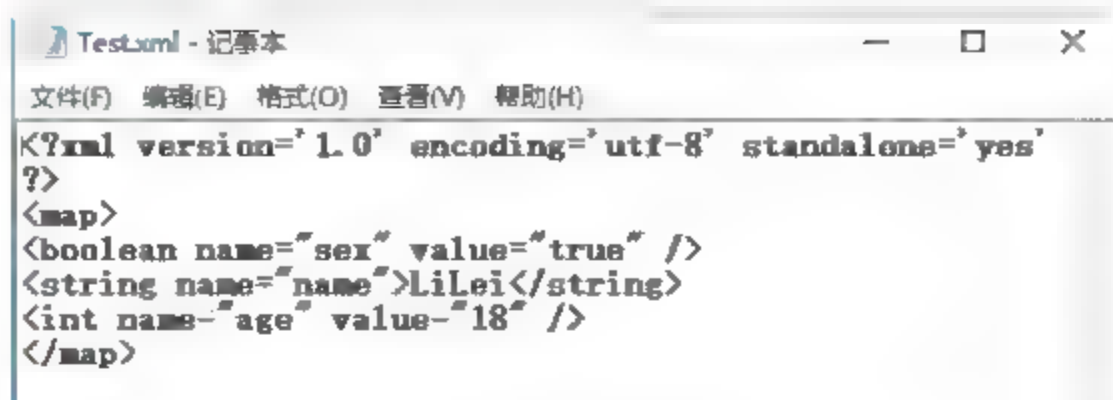 Test.xml - 记事本
文件(F) 编辑(E) 格式(O) 查看(V) 帮助(H)
<?xml version='1.0' encoding='utf-8' standalone='yes'
?>
<map>
<boolean name="sex" value="true" />
<string name="name">LiLei</string>
<int name="age" value="18" />
</map>